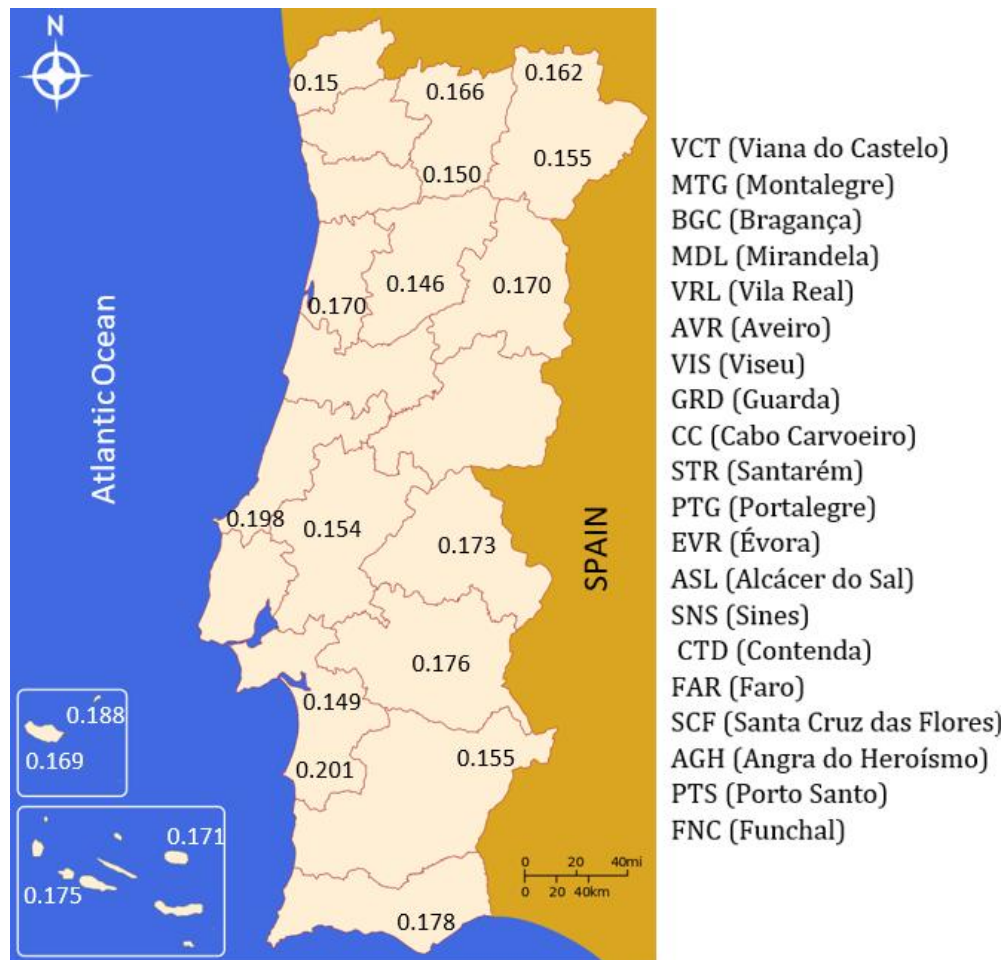 N
0.15
0.166
0.162
0.150
0.155
0.170
0.146
0.170
Atlantic Ocean
0.198
0.154
0.173
SPAIN
0.176
0.149
0.155
0.201
0.188
0.169
0.171
0.175
0.178
0 20 40mi
0 20 40km
VCT (Viana do Castelo)
MTG (Montalegre)
BGC (Bragança)
MDL (Mirandela)
VRL (Vila Real)
AVR (Aveiro)
VIS (Viseu)
GRD (Guarda)
CC (Cabo Carvoeiro)
STR (Santarém)
PTG (Portalegre)
EVR (Évora)
ASL (Alcácer do Sal)
SNS (Sines)
CTD (Contenda)
FAR (Faro)
SCF (Santa Cruz das Flores)
AGH (Angra do Heroísmo)
PTS (Porto Santo)
FNC (Funchal)